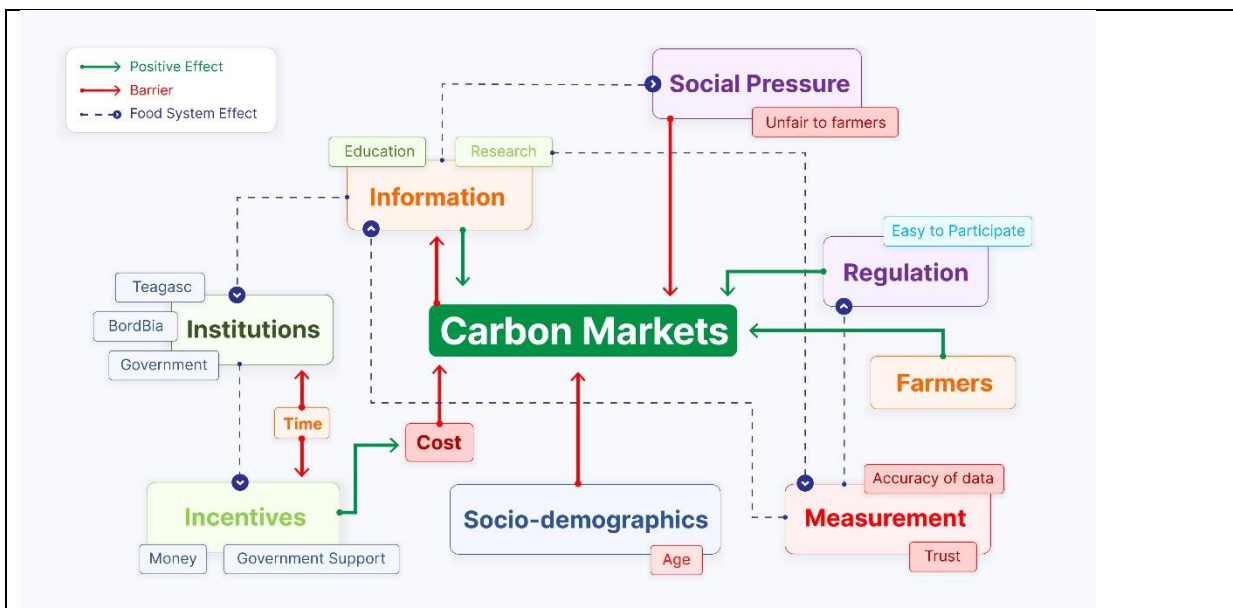 Positive Effect
Barrier
Food System Effect
Social Pressure
Unfair to farmers
Education
Research
Information
Easy to Participate
Regulation
Teagasc
BordBia
Institutions
Government
Carbon Markets
Farmers
Time
Cost
Incentives
Money
Government Support
Socio-demographics
Age
Accuracy of data
Measurement
Trust